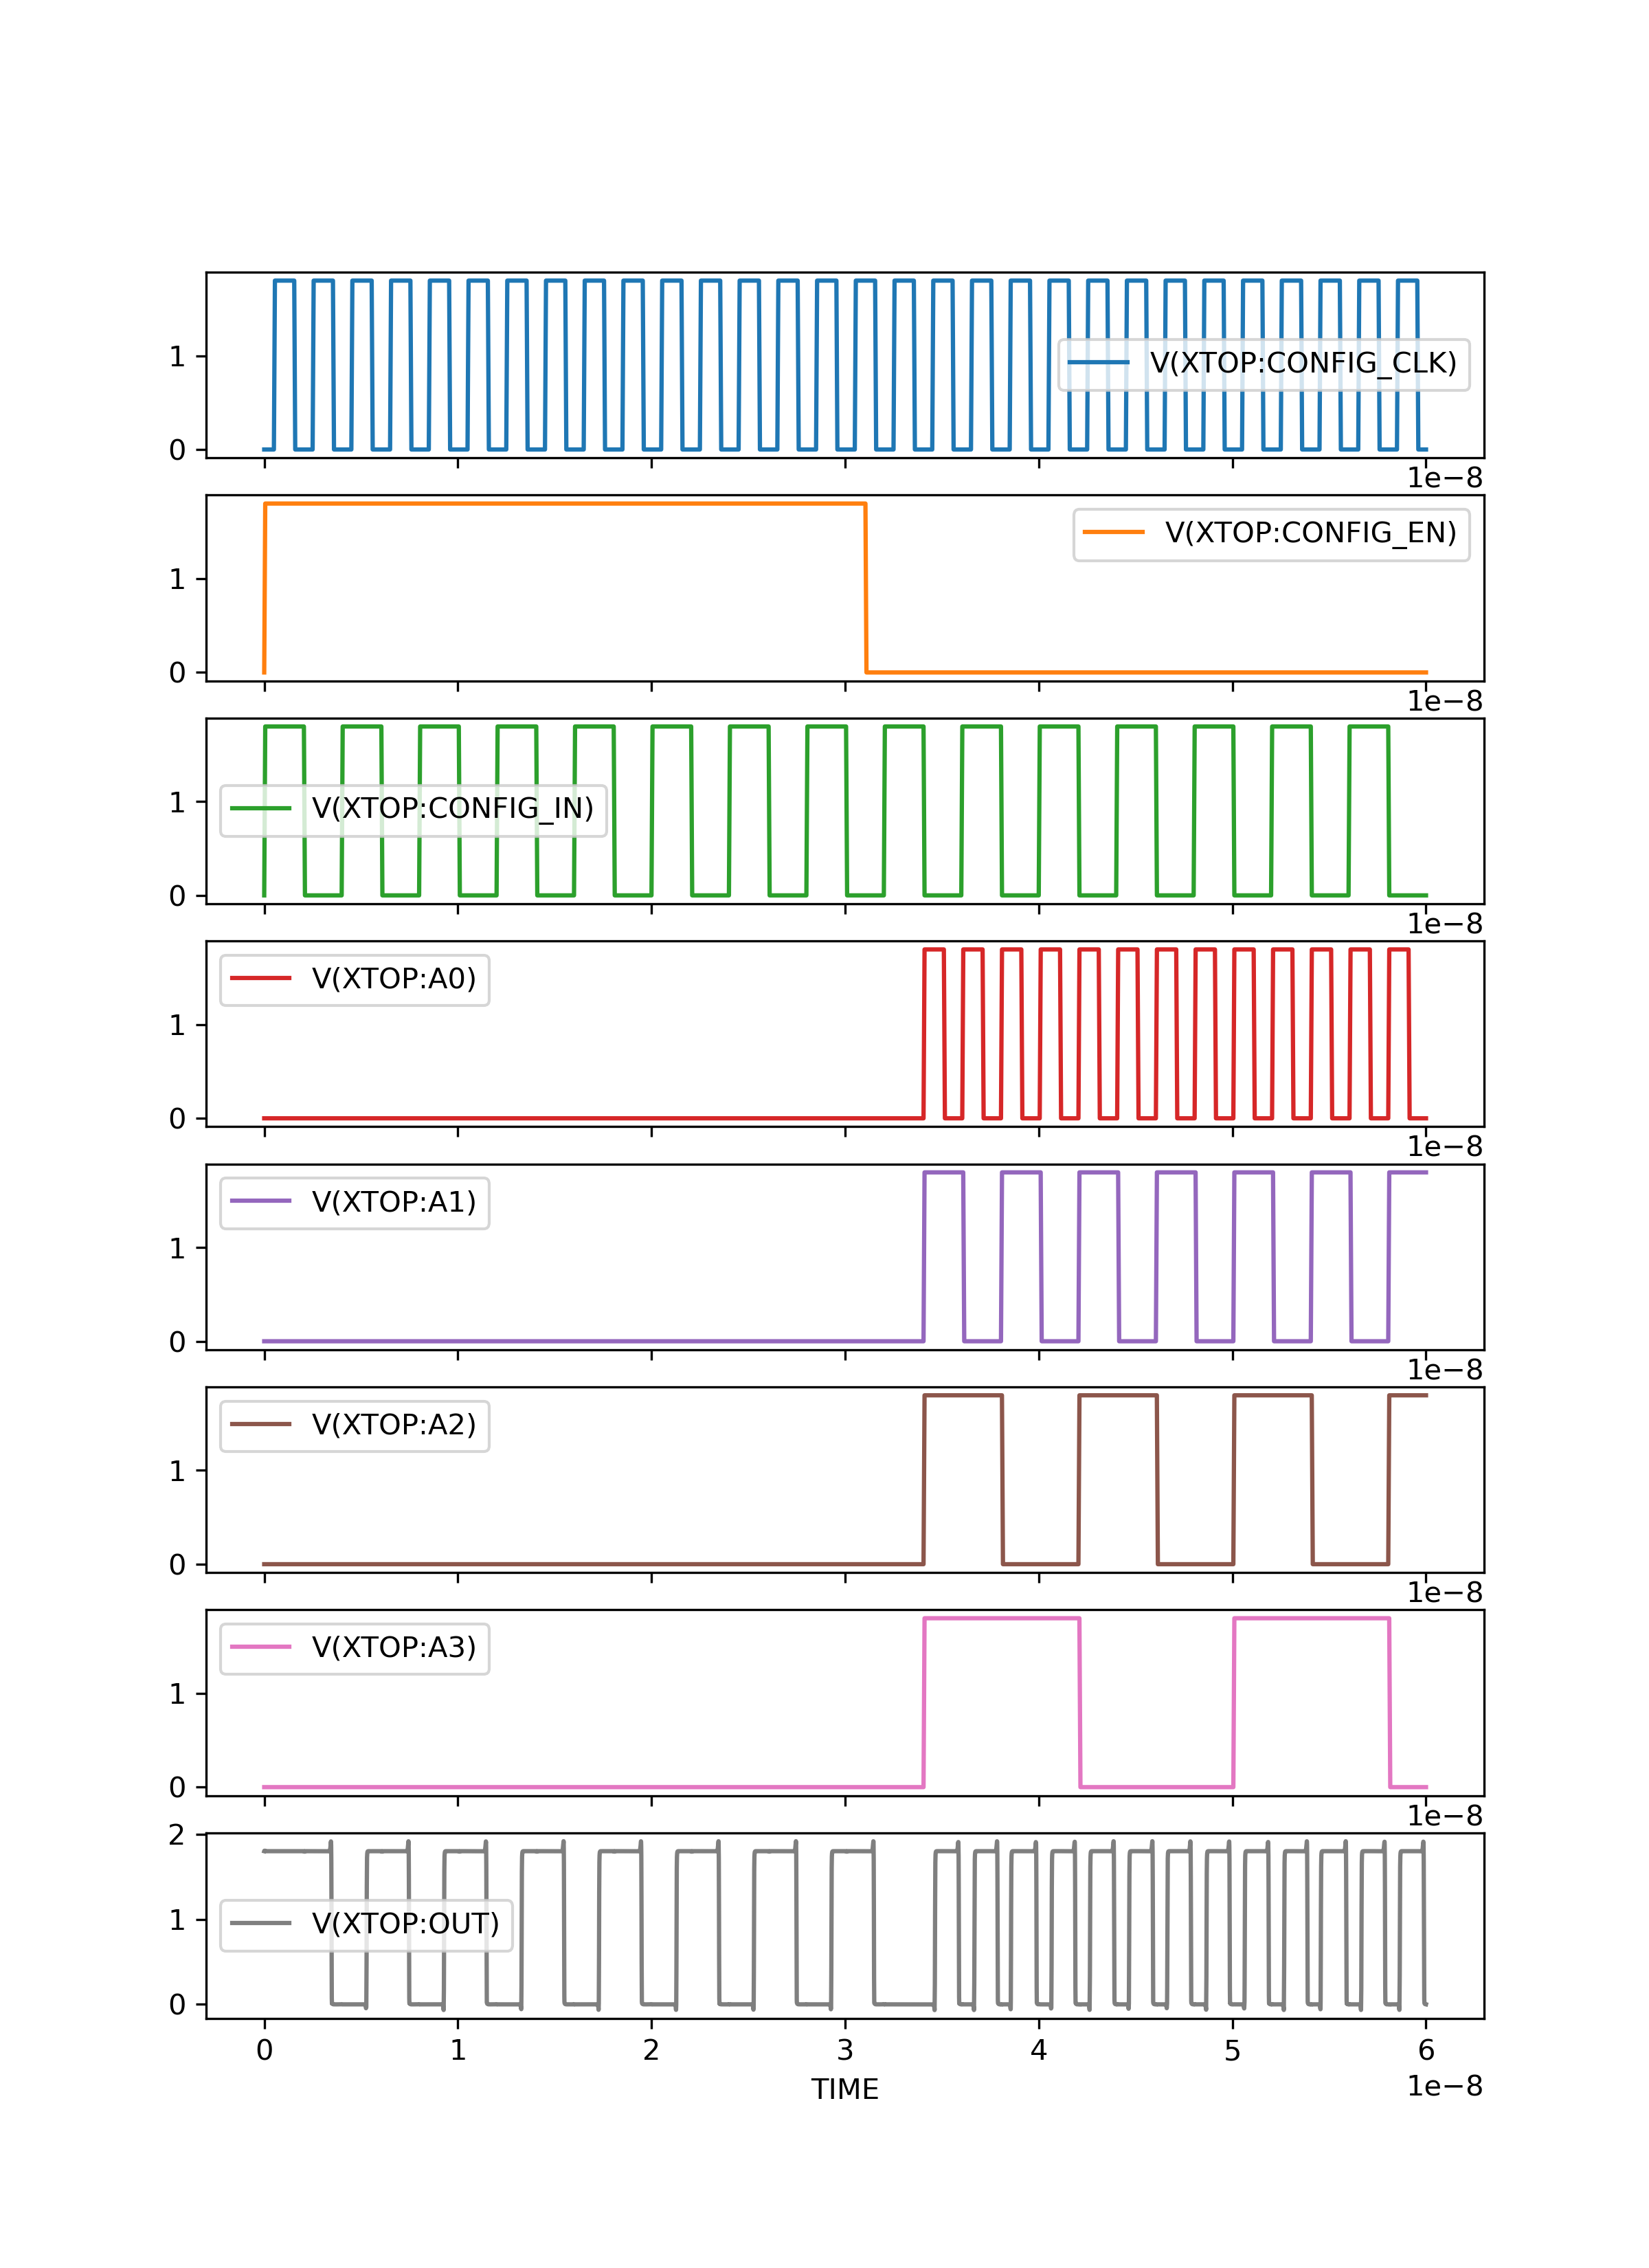 1
0
V(XTOP:CONFIG_CLK)
1e−8
1
0
V(XTOP:CONFIG_EN)
1e−8
1
0
V(XTOP:CONFIG_IN)
1e−8
1
0
V(XTOP:A0)
1e−8
1
0
V(XTOP:A1)
1e−8
1
0
V(XTOP:A2)
1e−8
1
0
V(XTOP:A3)
1e−8
2
1
0
V(XTOP:OUT)
0 1 2 3 4 5 6
TIME
1e−8